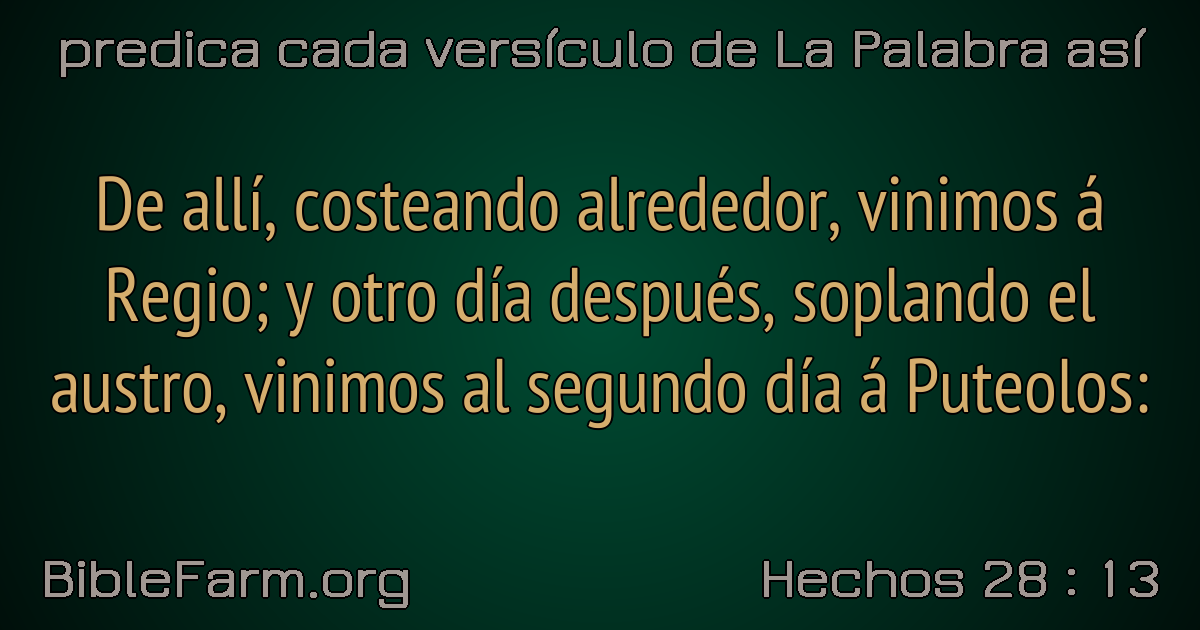 predica cada versículo de La Palabra así
De allí, costeando alrededor, vinimos á
Regio; y otro día después, soplando el
austro, vinimos al segundo día á Puteolos:
BibleFarm.org
Hechos 28 : 13